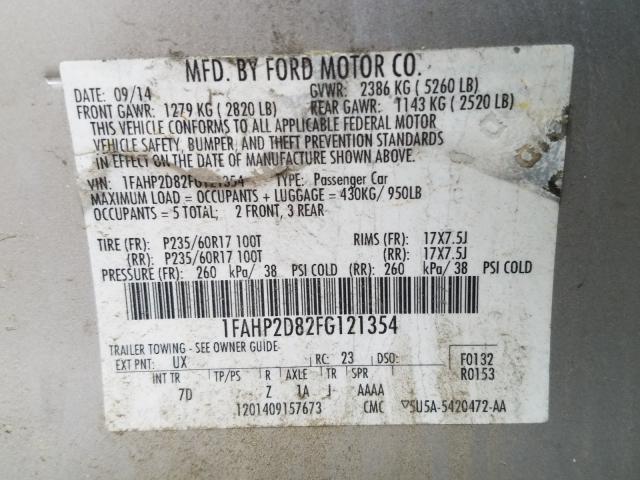 MFD. BY FORD MOTOR CO.
DATE: 09/14 GVWR: 2386 KG ( 5260 LB)
FRONT GAWR: 1279 KG ( 2820 LB) REAR GAWR: 1143 KG ( 2520 LB)
THIS VEHICLE CONFORMS TO ALL APPLICABLE FEDERAL MOTOR
VEHICLE SAFETY, BUMPER, AND THEFT PREVENTION STANDARDS
IN EFFECT ON THE DATE OF MANUFACTURE SHOWN ABOVE.
VIN: 1FAHP2D82FG121354 TYPE: Passenger Car
MAXIMUM LOAD = OCCUPANTS + LUGGAGE = 430KG/ 950LB
OCCUPANTS = 5 TOTAL; 2 FRONT, 3 REAR
TIRE (FR): P235/60R17 100T RIMS (FR): 17X7.5J
(RR): P235/60R17 100T (RR): 17X7.5J
PRESSURE (FR): 260 kPa/ 38 PSI COLD (RR): 260 kPa/ 38 PSI COLD
1FAHP2D82FG121354
TRAILER TOWING - SEE OWNER GUIDE
EXT PNT: UX RC: 23 DSO: F0132
INT TR TP/PS R AXLE TR SPR R0153
7D Z 1A J AAAA
1201409157673 CMC ▽5U5A-5420472-AA